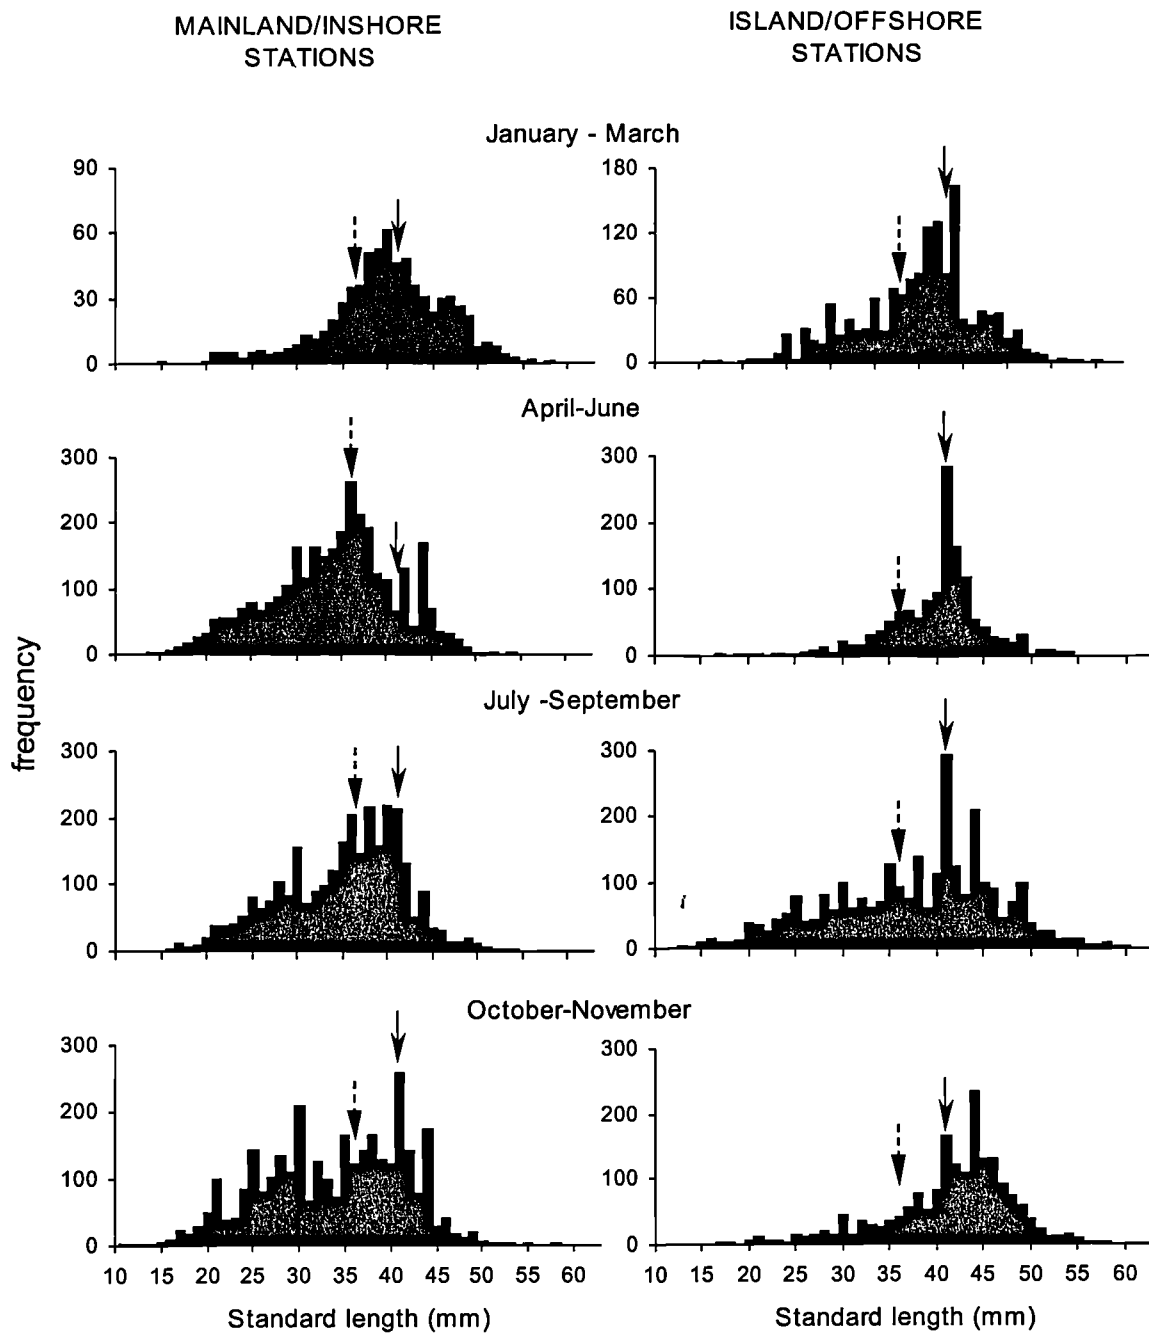 MAINLAND/INSHORE
STATIONS
ISLAND/OFFSHORE
STATIONS
January - March
90
60
30
0
180
120
60
0
April-June
300
200
100
0
300
200
100
0
frequency
July -September
300
200
100
0
300
200
100
0
October-November
300
200
100
0
300
200
100
0
10 15 20 25 30 35 40 45 50 55 60
10 15 20 25 30 35 40 45 50 55 60
Standard length (mm)
Standard length (mm)